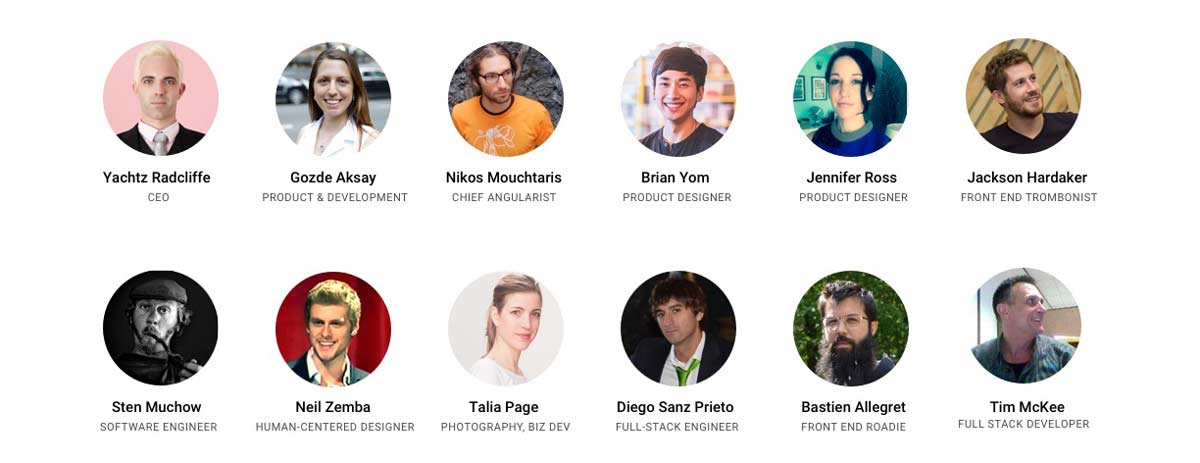 Yachtz Radcliffe
CEO
Gozde Aksay
PRODUCT & DEVELOPMENT
Nikos Mouchtaris
CHIEF ANGULARIST
Brian Yom
PRODUCT DESIGNER
Jennifer Ross
PRODUCT DESIGNER
Jackson Hardaker
FRONT END TROMBONIST
Sten Muchow
SOFTWARE ENGINEER
Neil Zemba
HUMAN-CENTERED DESIGNER
Talia Page
PHOTOGRAPHY, BIZ DEV
Diego Sanz Prieto
FULL-STACK ENGINEER
Bastien Allegret
FRONT END ROADIE
Tim McKee
FULL STACK DEVELOPER